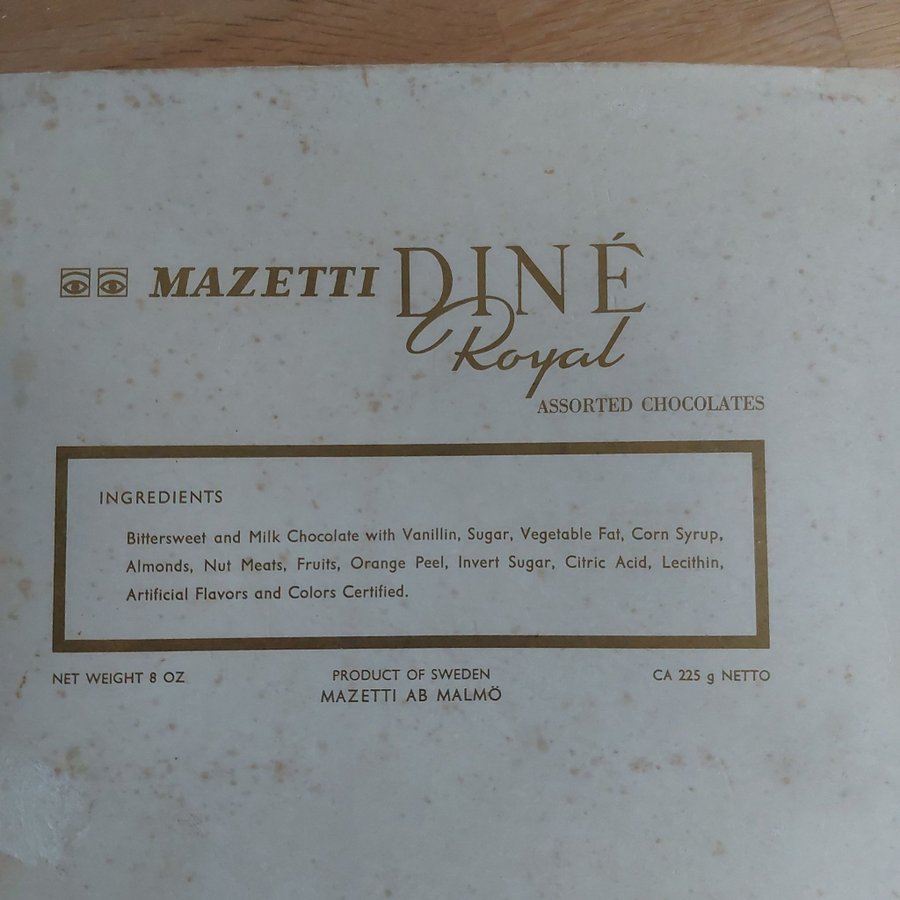 MAZETTI DINÉ
Royal
ASSORTED CHOCOLATES
INGREDIENTS
Bittersweet and Milk Chocolate with Vanillin, Sugar, Vegetable Fat, Corn Syrup,
Almonds, Nut Meats, Fruits, Orange Peel, Invert Sugar, Citric Acid, Lecithin,
Artificial Flavors and Colors Certified.
NET WEIGHT 8 OZ PRODUCT OF SWEDEN CA 225 g NETTO
MAZETTI AB MALMÖ